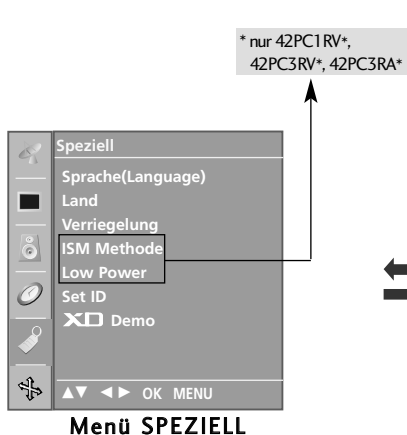 * nur 42PC1RV*,
42PC3RV*, 42PC3RA*
Speziell
Sprache(Language)
Land
Verriegelung
ISM Methode
Low Power
Set ID
XD Demo
▲▼ ◄► OK MENU
Menü SPEZIELL